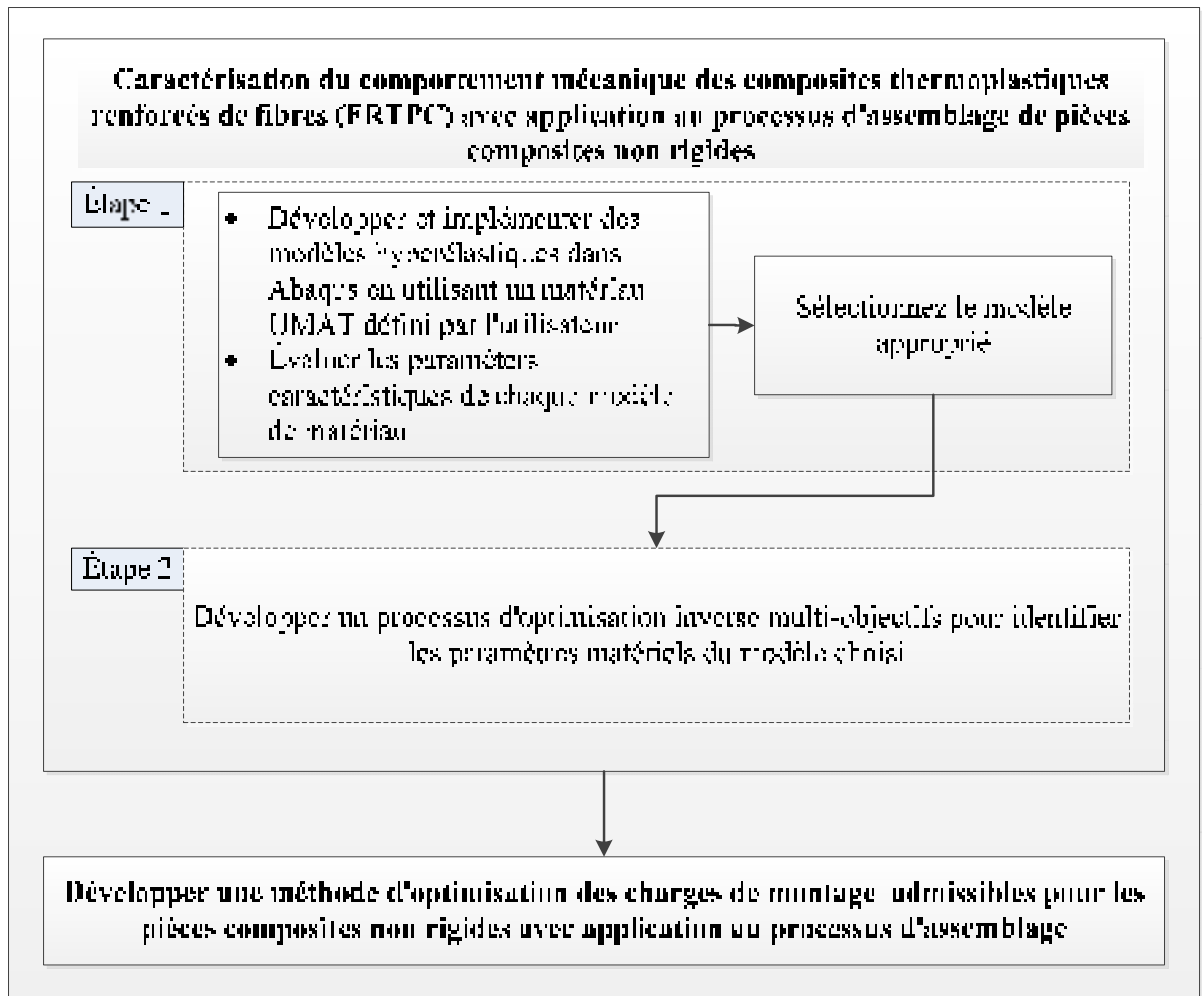 Caractérisation du comportement mécanique des composites thermoplastiques
renforcés de fibres (FRTPC) avec application au processus d'assemblage de pièces
composites non rigides
Étape 1
• Développer et implémenter des
modèles hyperélastiques dans
Abaqus en utilisant un matériau
UMAT défini par l'utilisateur
• Évaluer les paramèters
caractéristiques de chaque modèle
de matériau
Sélectionnez le modèle
approprié
Étape 2
Développer un processus d'optimisation inverse multi-objectifs pour identifier
les paramètres matériels du modèle choisi
Développer une méthode d'optimisation des charges de montage admissibles pour les
pièces composites non rigides avec application au processus d'assemblage